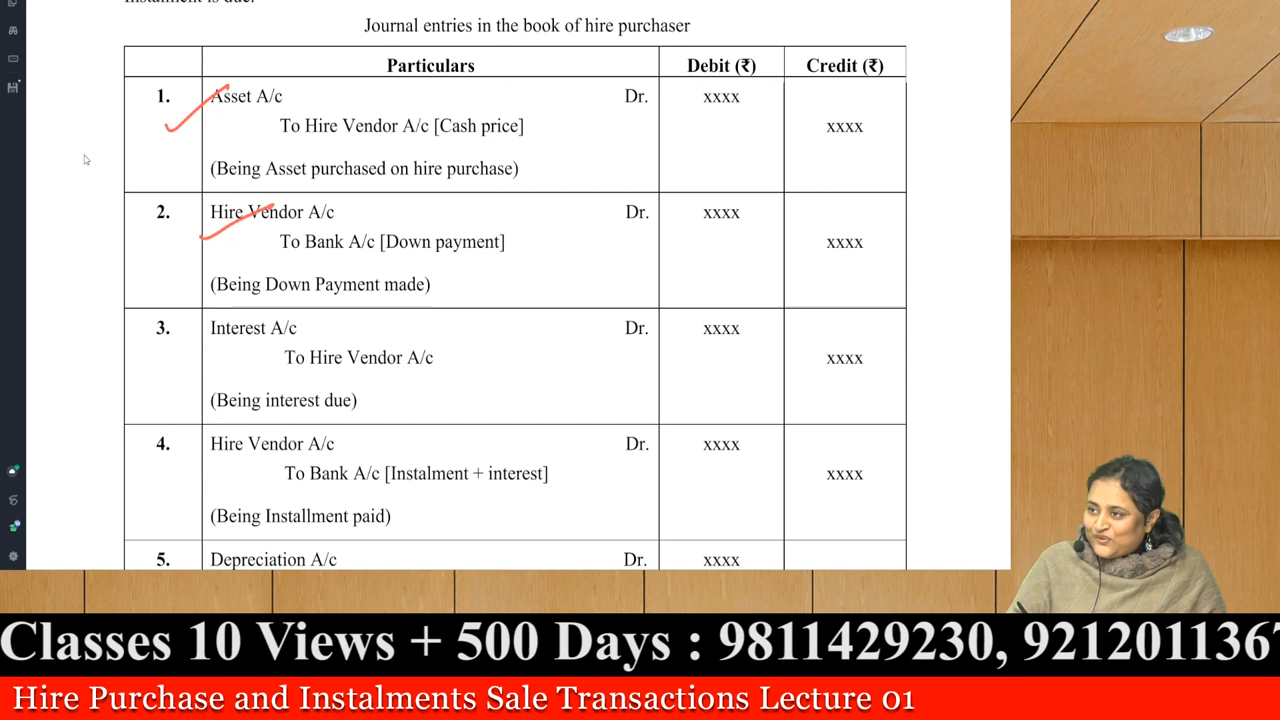 Journal entries in the book of hire purchaser
Particulars Debit (₹) Credit (₹)
1. Asset A/c Dr. xxxx
To Hire Vendor A/c [Cash price] xxxx
(Being Asset purchased on hire purchase)
2. Hire Vendor A/c Dr. xxxx
To Bank A/c [Down payment] xxxx
(Being Down Payment made)
3. Interest A/c Dr. xxxx
To Hire Vendor A/c xxxx
(Being interest due)
4. Hire Vendor A/c Dr. xxxx
To Bank A/c [Instalment + interest] xxxx
(Being Installment paid)
5. Depreciation A/c Dr. xxxx
Classes 10 Views + 500 Days : 9811429230, 9212011367
Hire Purchase and Instalments Sale Transactions Lecture 01